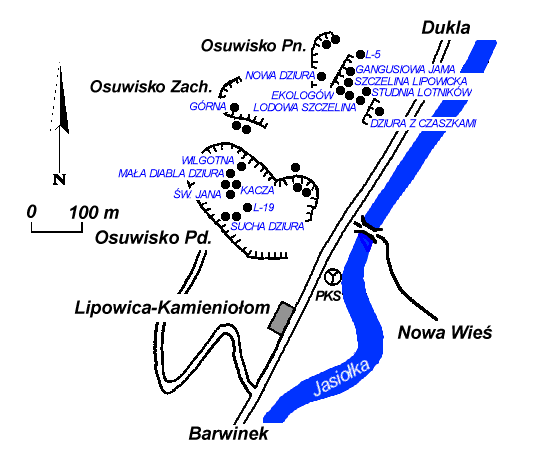 Dukla
Osuwisko Pn.
L-5
GANGUSIOWA JAMA
NOWA DZIURA
SZCZELINA LIPOWICKA
Osuwisko Zach.
STUDNIA LOTNIKÓW
EKOLOGÓW
GÓRNA
LODOWA SZCZELINA
DZIURA Z CZASZKAMI
WILGOTNA
MAŁA DIABLA DZIURA
N
KACZA
ŚW. JANA
L-19
0 100 m
SUCHA DZIURA
Osuwisko Pd.
PKS
Lipowica-Kamieniołom
Nowa Wieś
Jasiołka
Barwinek